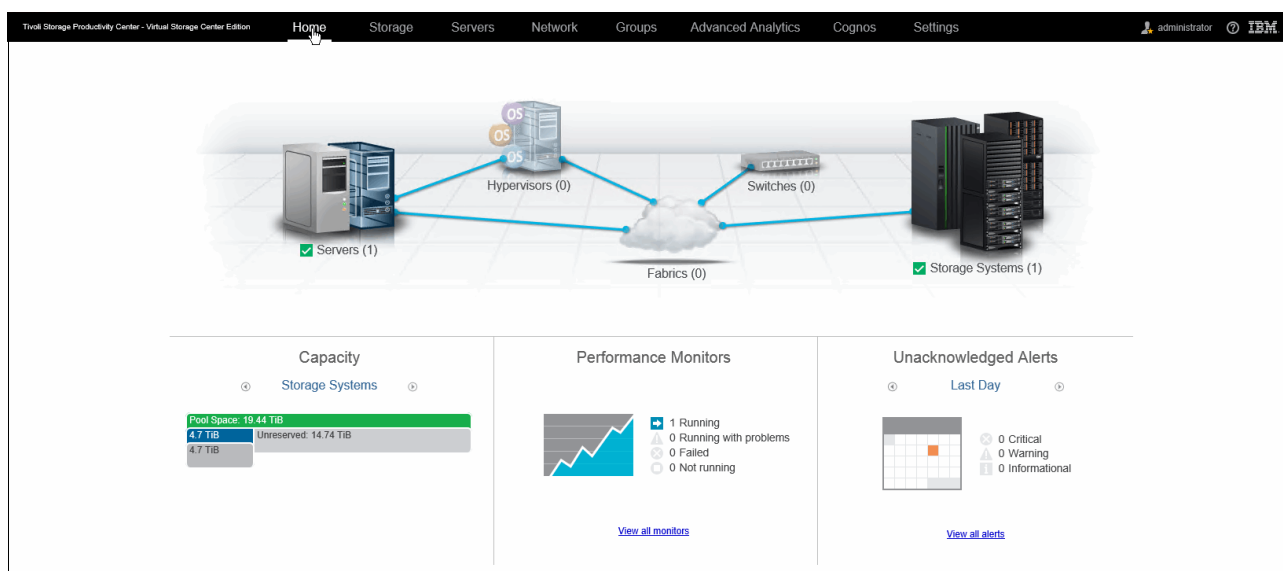 Tivoli Storage Productivity Center - Virtual Storage Center Edition Home Storage Servers Network Groups Advanced Analytics Cognos Settings administrator ? IBM
OS
OS
OS
Hypervisors (0)
Switches (0)
Servers (1)
Fabrics (0)
Storage Systems (1)
Capacity
Storage Systems
Pool Space: 19.44 TiB
4.7 TiB Unreserved: 14.74 TiB
4.7 TiB
Performance Monitors
1 Running
0 Running with problems
0 Failed
0 Not running
View all monitors
Unacknowledged Alerts
Last Day
0 Critical
0 Warning
0 Informational
View all alerts